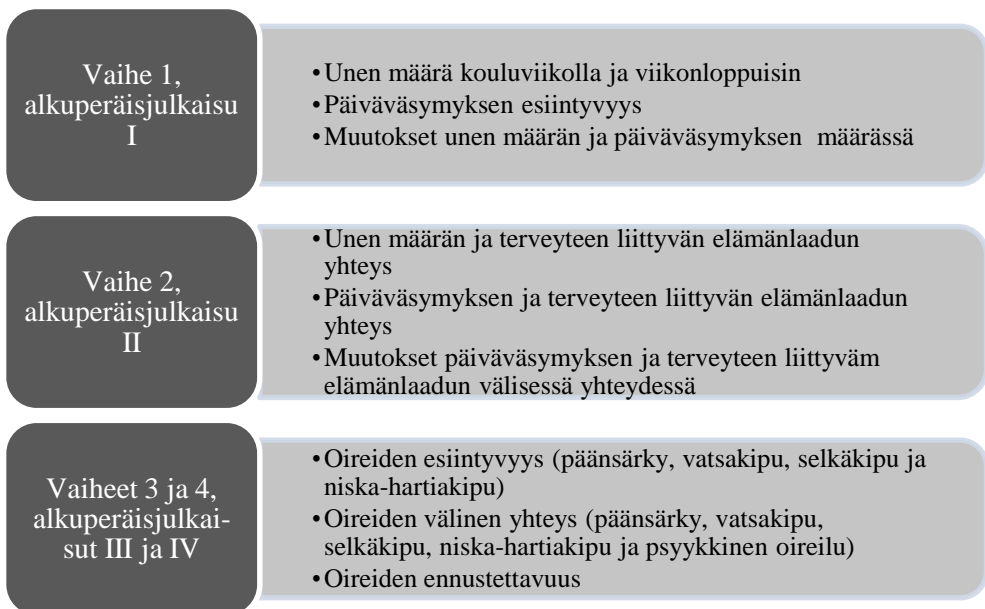 Vaihe 1,
alkuperäisjulkaisu
I
•Unen määrä kouluviikolla ja viikonloppuisin
•Päiväväsymyksen esiintyvyys
•Muutokset unen määrän ja päiväväsymyksen  määrässä
Vaihe 2,
alkuperäisjulkaisu
II
•Unen määrän ja terveyteen liittyvän elämänlaadun
yhteys
•Päiväväsymyksen ja terveyteen liittyvän elämänlaadun
yhteys
•Muutokset päiväväsymyksen ja terveyteen liittyväm
elämänlaadun välisessä yhteydessä
Vaiheet 3 ja 4,
alkuperäisjulkai-
sut III ja IV
•Oireiden esiintyvyys (päänsärky, vatsakipu, selkäkipu ja
niska-hartiakipu)
•Oireiden välinen yhteys (päänsärky, vatsakipu,
selkäkipu, niska-hartiakipu ja psyykkinen oireilu)
•Oireiden ennustettavuus